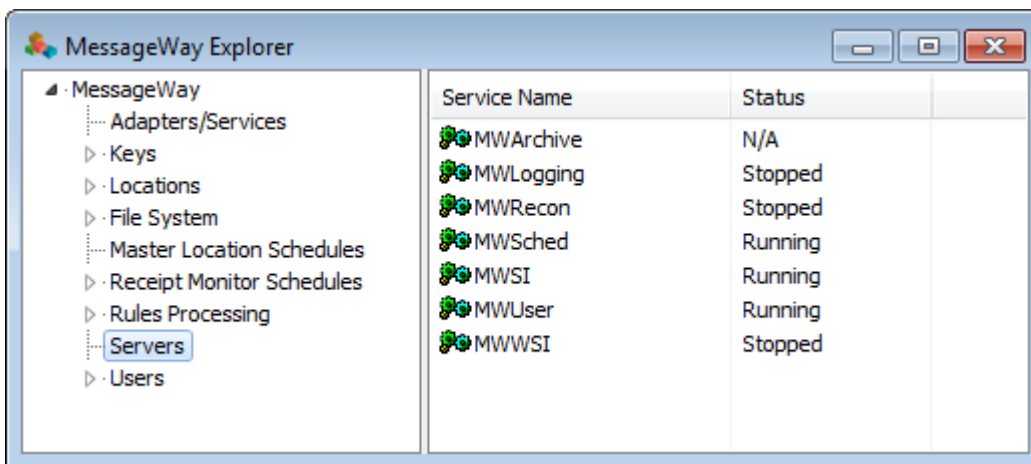 MessageWay Explorer
MessageWay
Adapters/Services
Keys
Locations
File System
Master Location Schedules
Receipt Monitor Schedules
Rules Processing
Servers
Users
Service Name Status
MWArchive N/A
MWLogging Stopped
MWRecon Stopped
MWSched Running
MWSI Running
MWUser Running
MWWSI Stopped